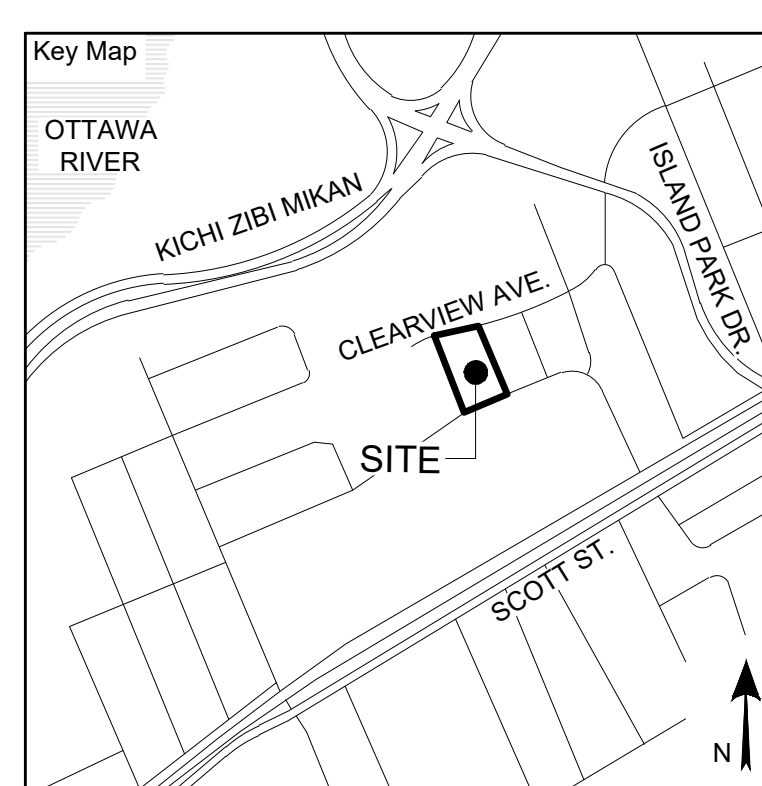 Key Map
OTTAWA
RIVER
KICHI ZIBI MIKAN
ISLAND PARK DR.
CLEARVIEW AVE.
SITE
SCOTT ST.
N